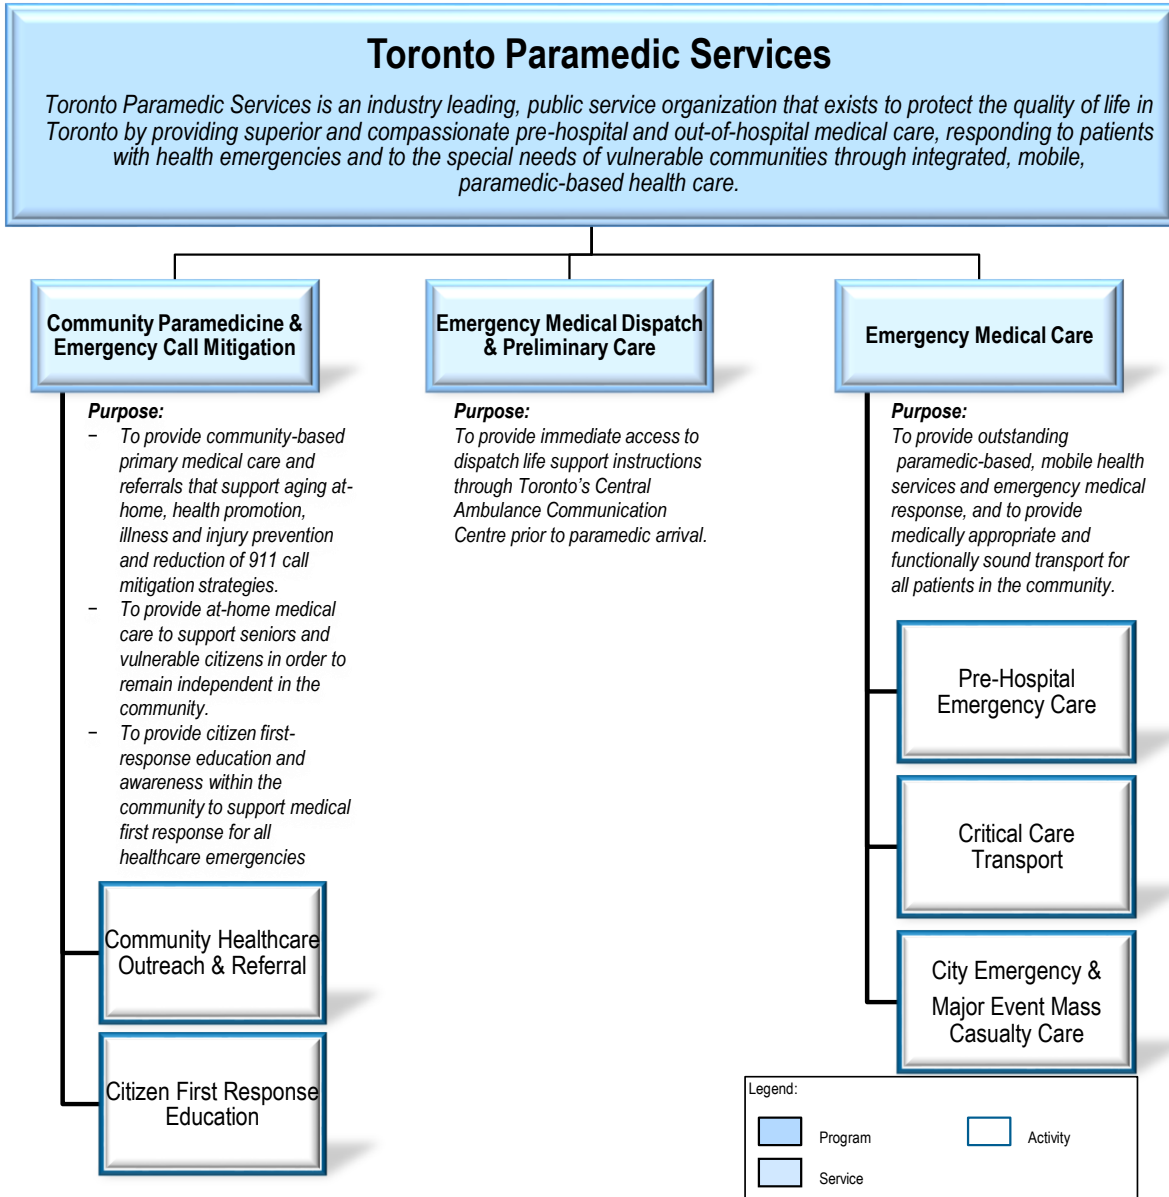 Toronto Paramedic Services
Toronto Paramedic Services is an industry leading, public service organization that exists to protect the quality of life in
Toronto by providing superior and compassionate pre-hospital and out-of-hospital medical care, responding to patients
with health emergencies and to the special needs of vulnerable communities through integrated, mobile,
paramedic-based health care.
Community Paramedicine &
Emergency Call Mitigation
Purpose:
− To provide community-based
primary medical care and
referrals that support aging at-
home, health promotion,
illness and injury prevention
and reduction of 911 call
mitigation strategies.
− To provide at-home medical
care to support seniors and
vulnerable citizens in order to
remain independent in the
community.
− To provide citizen first-
response education and
awareness within the
community to support medical
first response for all
healthcare emergencies
Community Healthcare
Outreach & Referral
Citizen First Response
Education
Emergency Medical Dispatch
& Preliminary Care
Purpose:
To provide immediate access to
dispatch life support instructions
through Toronto's Central
Ambulance Communication
Centre prior to paramedic arrival.
Emergency Medical Care
Purpose:
To provide outstanding
paramedic-based, mobile health
services and emergency medical
response, and to provide
medically appropriate and
functionally sound transport for
all patients in the community.
Pre-Hospital
Emergency Care
Critical Care
Transport
City Emergency &
Major Event Mass
Casualty Care
Legend:
Program
Activity
Service